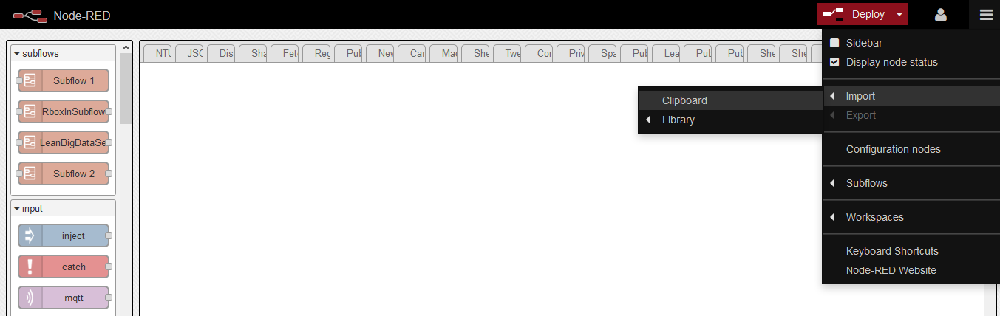 Node-RED
Deploy
subflows
Subflow 1
RboxInSubflow
LeanBigDataSe
Subflow 2
input
inject
catch
mqtt
NTU JSC Dis Sha Fet Reg Pub New Car Mac She Twe Cor Priv Spa Pub Lea Pub Pub She She
Sidebar
Display node status
Import
Export
Clipboard
Library
Configuration nodes
Subflows
Workspaces
Keyboard Shortcuts
Node-RED Website